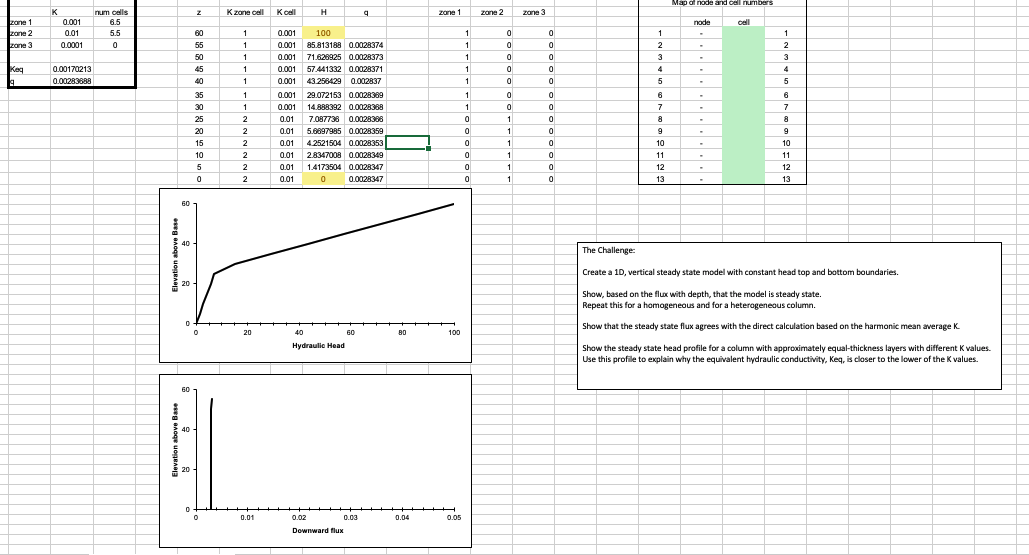 K num cells z K zone cell K cell H q zone 1 zone 2 zone 3 Map of node and cell numbers
zone 1 0.001 6.5 node cell
zone 2 0.01 5.5 60 1 0.001 100 1 0 0 1 - 1
zone 3 0.0001 0 55 1 0.001 85.813188 0.0028374 1 0 0 2 - 2
50 1 0.001 71.626925 0.0028373 1 0 0 3 - 3
Keq 0.00170213 45 1 0.001 57.441332 0.0028371 1 0 0 4 - 4
q 0.00283688 40 1 0.001 43.256429 0.002837 1 0 0 5 - 5
35 1 0.001 29.072153 0.0028369 1 0 0 6 - 6
30 1 0.001 14.888392 0.0028368 1 0 0 7 - 7
25 2 0.01 7.087736 0.0028366 0 1 0 8 - 8
20 2 0.01 5.6697985 0.0028359 0 1 0 9 - 9
15 2 0.01 4.2521504 0.0028353 0 1 0 10 - 10
10 2 0.01 2.8347008 0.0028349 0 1 0 11 - 11
5 2 0.01 1.4173504 0.0028347 0 1 0 12 - 12
0 2 0.01 0 0.0028347 0 1 0 13 - 13
Elevation above Base
60
40
20
0
0 20 40 60 80 100
Hydraulic Head
The Challenge:
Create a 1D, vertical steady state model with constant head top and bottom boundaries.
Show, based on the flux with depth, that the model is steady state.
Repeat this for a homogeneous and for a heterogeneous column.
Show that the steady state flux agrees with the direct calculation based on the harmonic mean average K.
Show the steady state head profile for a column with approximately equal-thickness layers with different K values.
Use this profile to explain why the equivalent hydraulic conductivity, Keq, is closer to the lower of the K values.
Elevation above Base
60
40
20
0
0 0.01 0.02 0.03 0.04 0.05
Downward flux